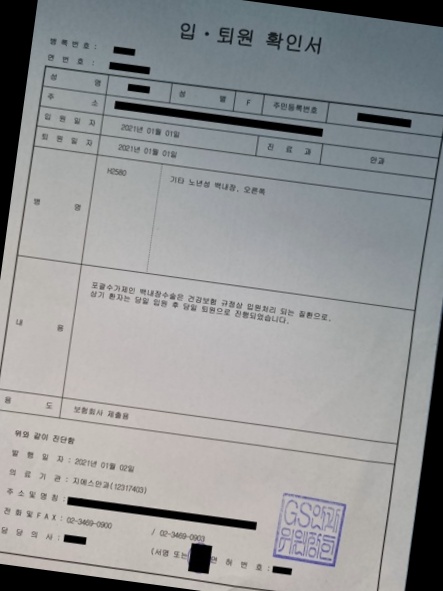 입·퇴원 확인서
병록번호 :
연번호 :
성 명 성 별 F 주민등록번호
주 소
입원일자 2021년 01월 01일 진료과 안과
퇴원일자 2021년 01월 01일
병 명 H2580 기타 노년성 백내장, 오른쪽
내 용 포괄수가제인 백내장수술은 건강보험 규정상 입원처리 되는 질환으로,
상기 환자는 당일 입원 후 당일 퇴원으로 진행되었습니다.
용 도 보험회사 제출용
위와 같이 진단함
발 행 일 자 : 2021년 01월 02일
의 료 기 관 : 지에스안과(12317403)
주소 및 명칭 :
전화 및 FAX : 02-3469-0900 / 02-3469-0903
담 당 의 사 : (서명 또는 면 허 번 호 :
GS안과